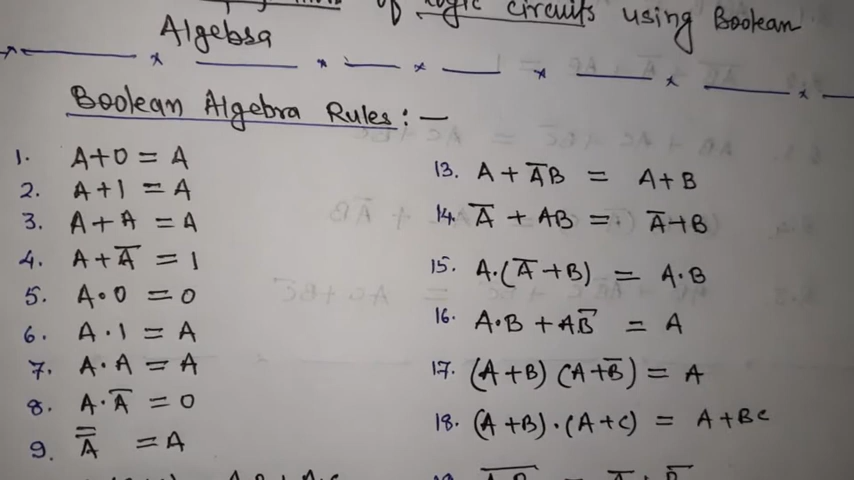 of Logic circuits using Boolean
Algebra
Boolean Algebra Rules: —
1. A+0 = A
2. A+1 = A
3. A+A = A
4. A+A̅ = 1
5. A•0 = 0
6. A·1 = A
7. A·A = A
8. A·A̅ = 0
9. A̿ = A
13. A + A̅B = A+B
14. A̅ + AB = A̅+B
15. A·(A̅+B) = A·B
16. A·B + AB̅ = A
17. (A+B) (A+B̅) = A
18. (A+B)·(A+C) = A+BC